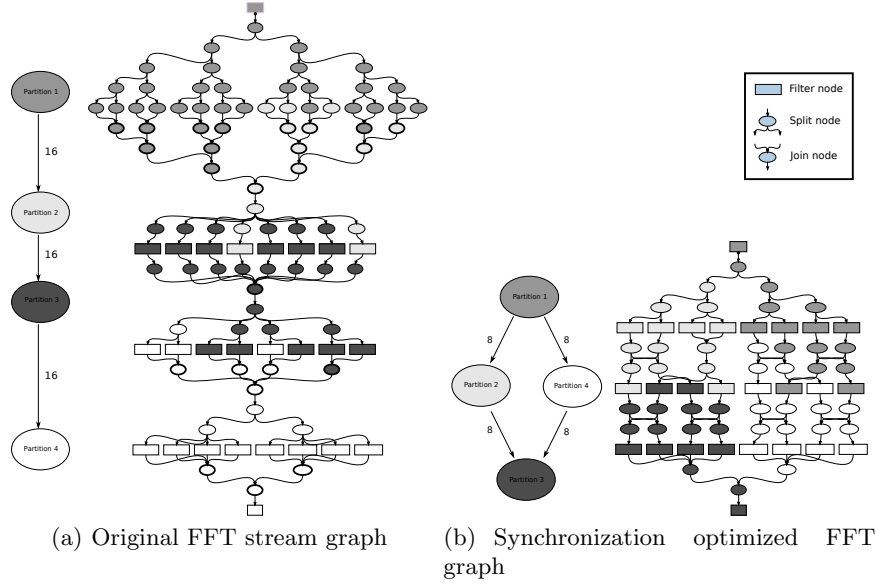 Partition 1
16
Partition 2
16
Partition 3
16
Partition 4
Filter node
Split node
Join node
Partition 1
8
8
Partition 2
Partition 4
8
8
Partition 3
(a) Original FFT stream graph
(b) Synchronization optimized FFT
graph